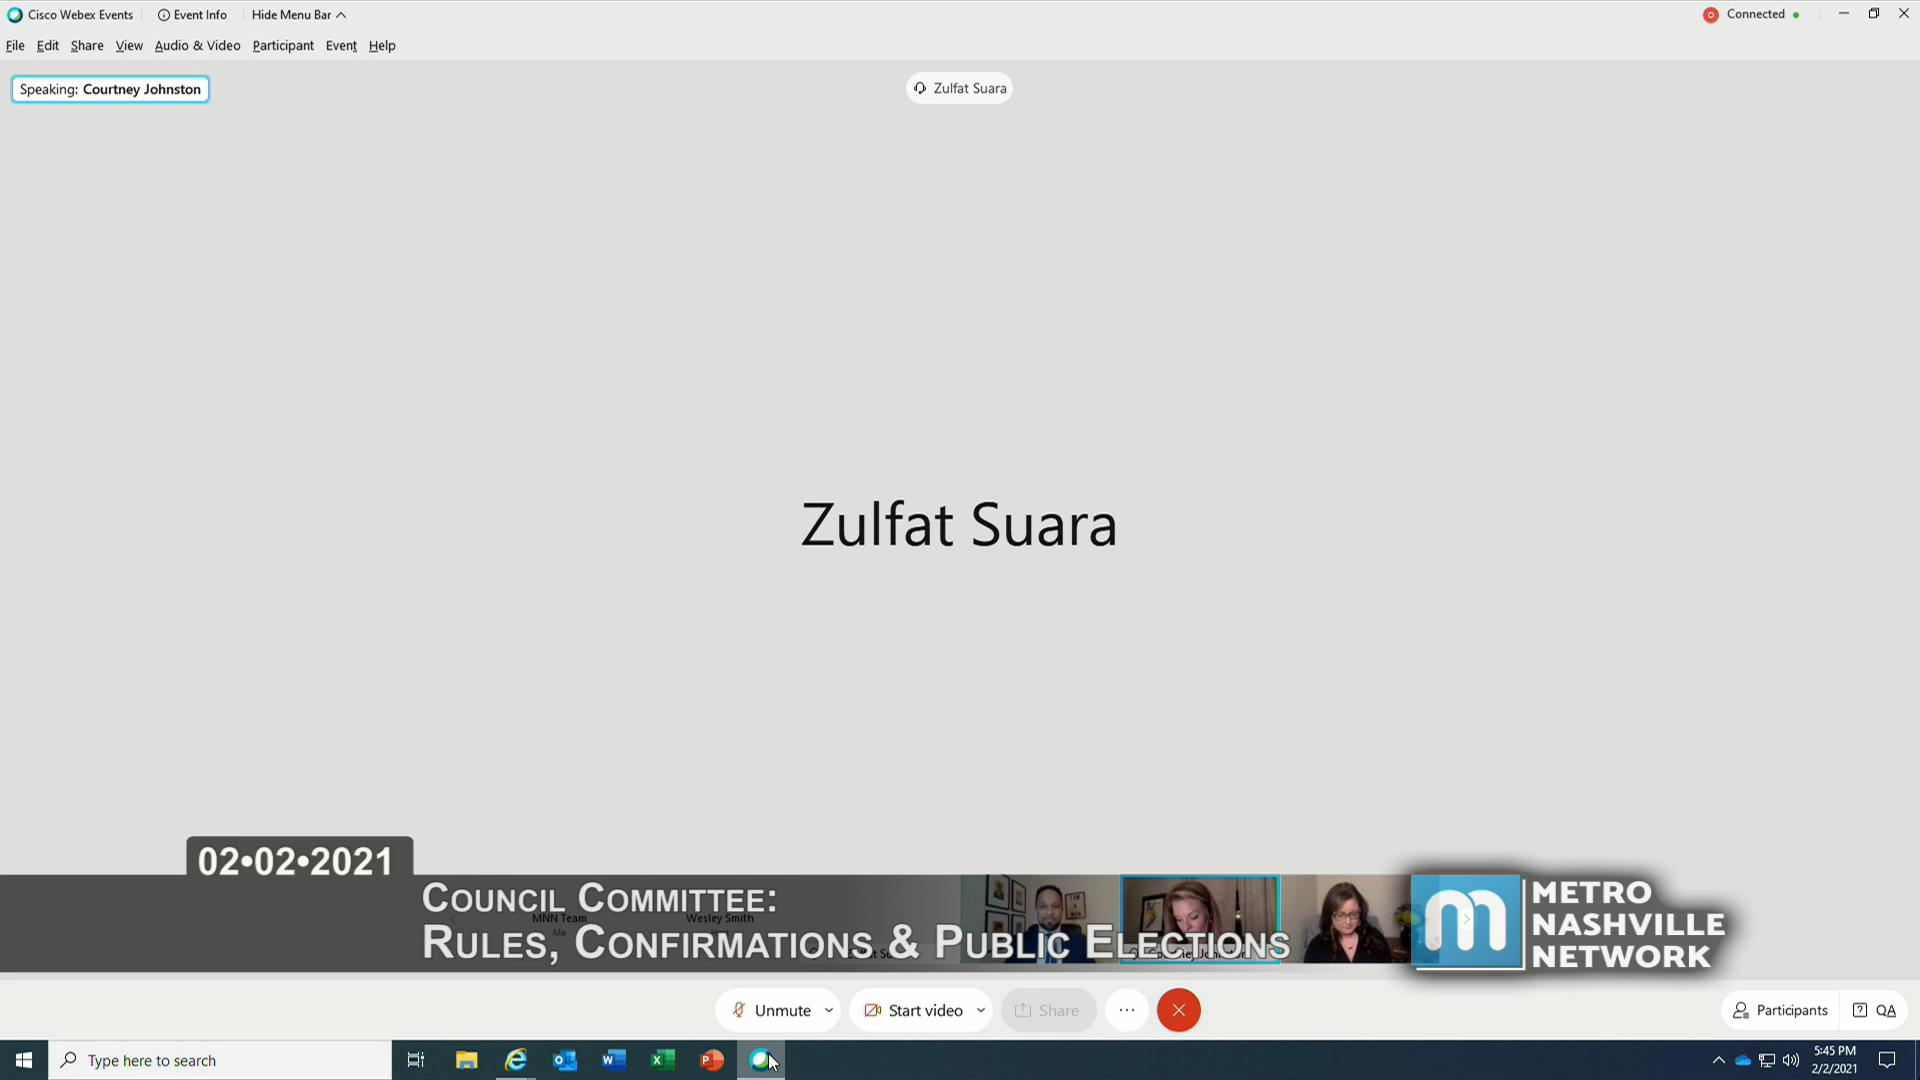 Cisco Webex Events
Event Info
Hide Menu Bar
Connected
File Edit Share View Audio & Video Participant Event Help
Speaking: Courtney Johnston
Zulfat Suara
Zulfat Suara
02•02•2021
COUNCIL COMMITTEE:
MNN Team
Me
Wesley Smith
RULES, CONFIRMATIONS & PUBLIC ELECTIONS
I AM A MAN
m
METRO
NASHVILLE
NETWORK
Unmute
Start video
Share
Participants
QA
Type here to search
5:45 PM
2/2/2021